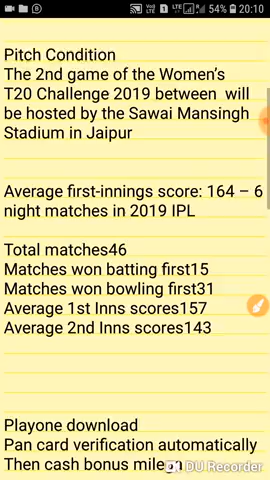 54% 20:10
Pitch Condition
The 2nd game of the Women's
T20 Challenge 2019 between  will
be hosted by the Sawai Mansingh
Stadium in Jaipur
Average first-innings score: 164 – 6
night matches in 2019 IPL
Total matches46
Matches won batting first15
Matches won bowling first31
Average 1st Inns scores157
Average 2nd Inns scores143
Playone download
Pan card verification automatically
Then cash bonus milega
DU Recorder